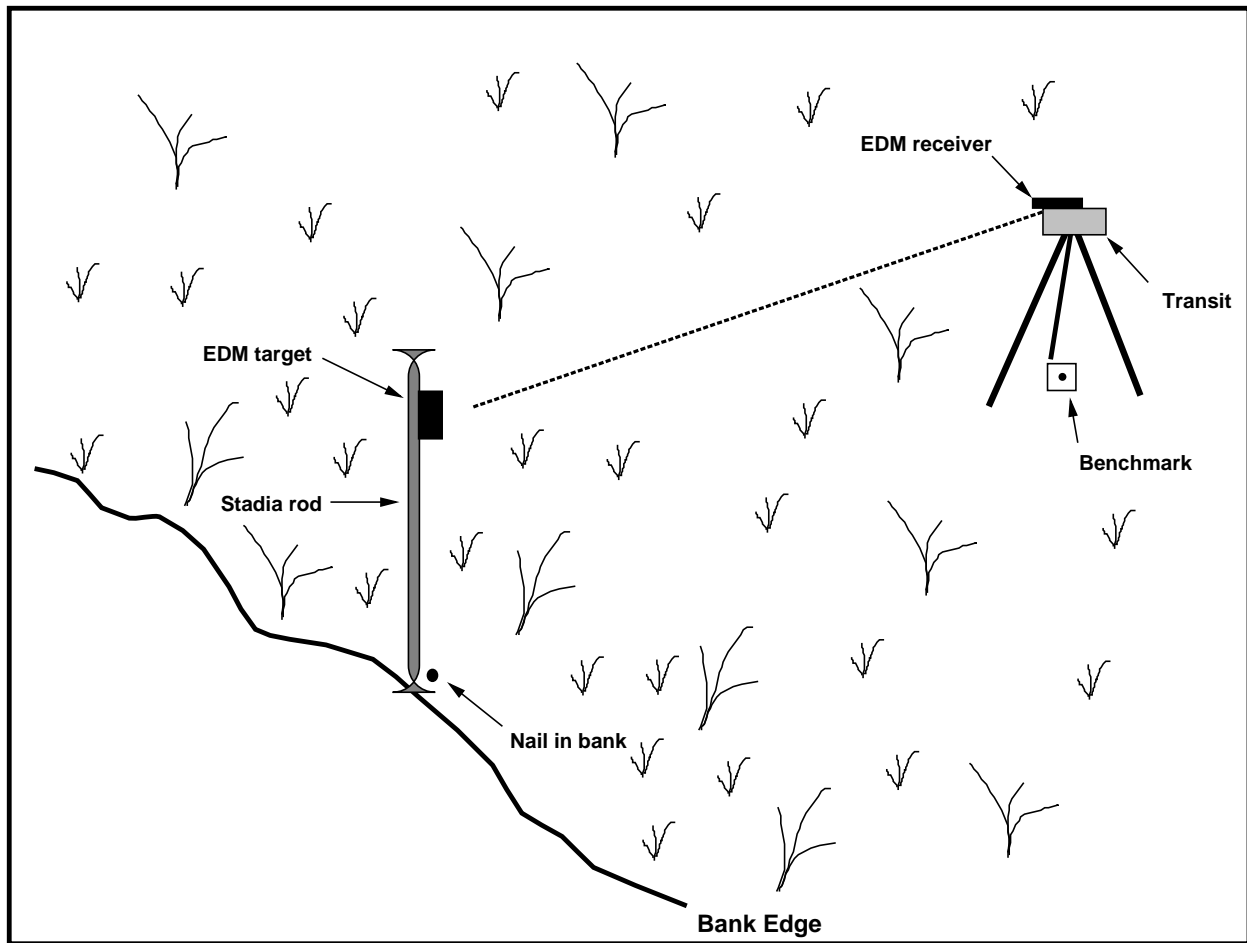 EDM receiver
Transit
EDM target
Benchmark
Stadia rod
Nail in bank
Bank Edge